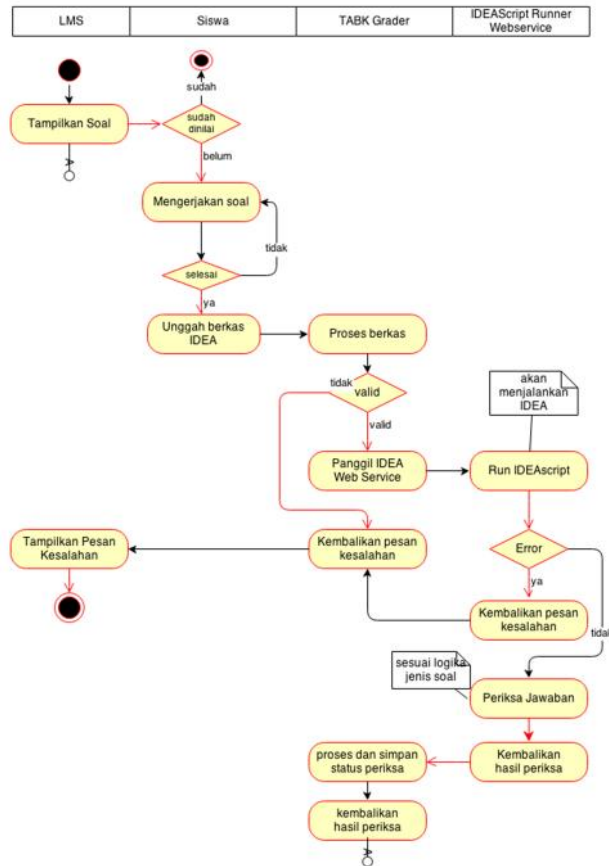 LMS
Siswa
TABK Grader
IDEAScript Runner
Webservice
sudah
Tampilkan Soal
sudah
dinilai
A
belum
Mengerjakan soal
tidak
selesai
ya
Unggah berkas
IDEA
Proses berkas
tidak
valid
akan
menjalankan
IDEA
valid
Panggil IDEA
Web Service
Run IDEAscript
Tampilkan Pesan
Kesalahan
Kembalikan pesan
kesalahan
Error
ya
Kembalikan pesan
kesalahan
tidak
sesuai logika
jenis soal
Periksa Jawaban
proses dan simpan
status periksa
Kembalikan
hasil periksa
kembalikan
hasil periksa
A